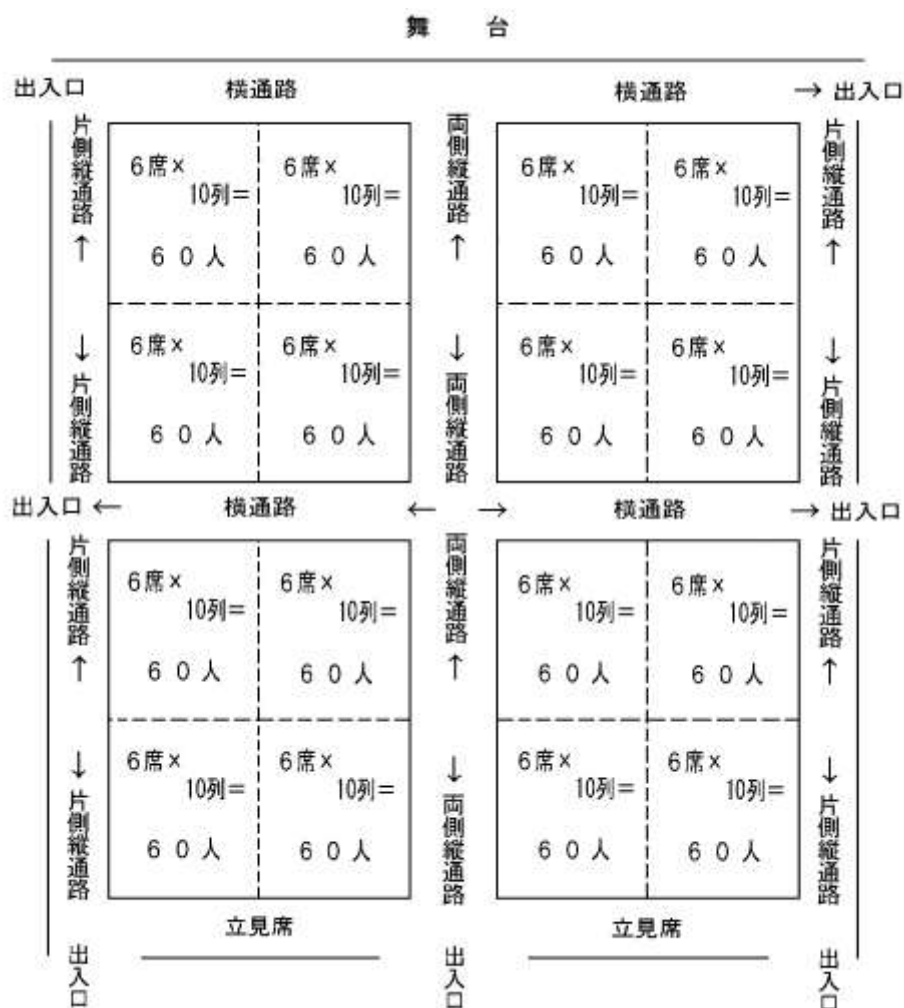 舞 台
出入口 横通路 横通路 → 出入口
片側縦通路↑ 両側縦通路↑ 片側縦通路↑
6席× 6席× 6席× 6席×
10列= 10列= 10列= 10列=
60人 60人 60人 60人
↓片側縦通路 ↓両側縦通路 ↓片側縦通路
6席× 6席× 6席× 6席×
10列= 10列= 10列= 10列=
60人 60人 60人 60人
出入口 ← 横通路 ← → 横通路 → 出入口
片側縦通路↑ 両側縦通路↑ 片側縦通路↑
6席× 6席× 6席× 6席×
10列= 10列= 10列= 10列=
60人 60人 60人 60人
↓片側縦通路 ↓両側縦通路 ↓片側縦通路
6席× 6席× 6席× 6席×
10列= 10列= 10列= 10列=
60人 60人 60人 60人
立見席 立見席
出入口 出入口 出入口